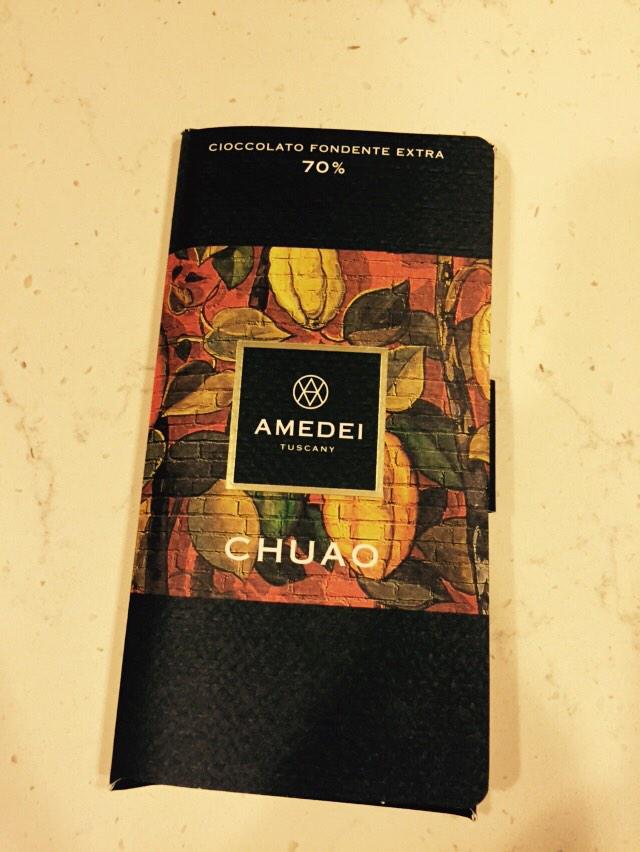 CIOCCOLATO FONDENTE EXTRA
70%
AMEDEI
TUSCANY
CHUAO